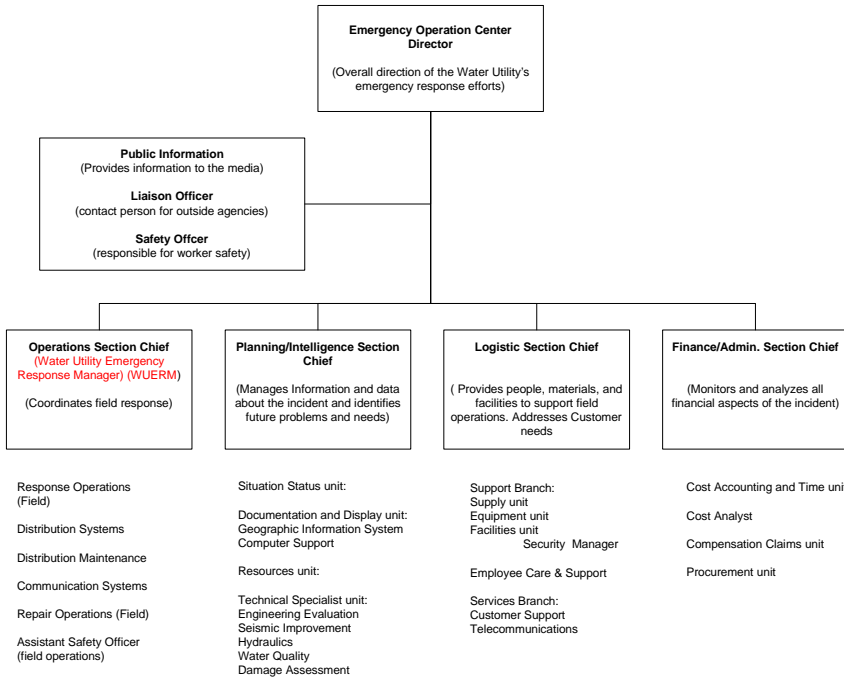 Emergency Operation Center
Director
(Overall direction of the Water Utility's
emergency response efforts)
Public Information
(Provides information to the media)
Liaison Officer
(contact person for outside agencies)
Safety Offcer
(responsible for worker safety)
Operations Section Chief
(Water Utility Emergency
Response Manager) (WUERM)
(Coordinates field response)
Planning/Intelligence Section
Chief
(Manages Information and data
about the incident and identifies
future problems and needs)
Logistic Section Chief
( Provides people, materials, and
facilities to support field
operations. Addresses Customer
needs
Finance/Admin. Section Chief
(Monitors and analyzes all
financial aspects of the incident)
Response Operations
(Field)
Distribution Systems
Distribution Maintenance
Communication Systems
Repair Operations (Field)
Assistant Safety Officer
(field operations)
Situation Status unit:
Documentation and Display unit:
Geographic Information System
Computer Support
Resources unit:
Technical Specialist unit:
Engineering Evaluation
Seismic Improvement
Hydraulics
Water Quality
Damage Assessment
Support Branch:
Supply unit
Equipment unit
Facilities unit
Security Manager
Employee Care & Support
Services Branch:
Customer Support
Telecommunications
Cost Accounting and Time unit
Cost Analyst
Compensation Claims unit
Procurement unit